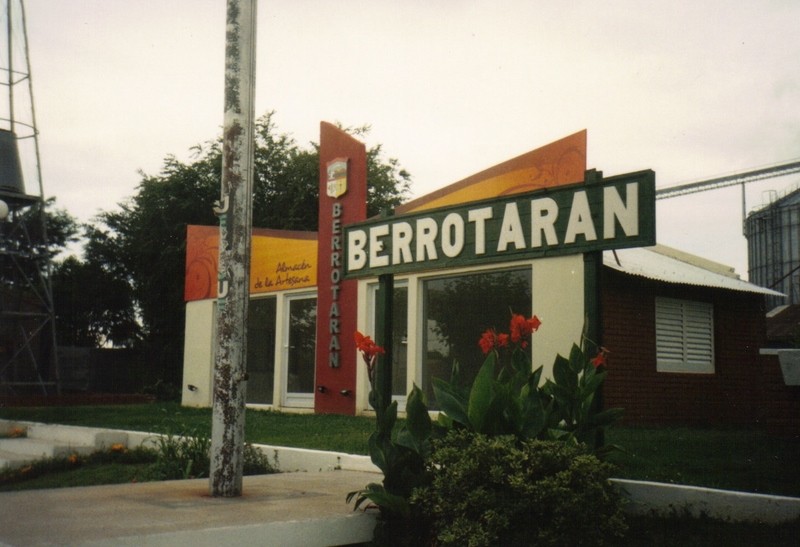 BERROTARAN
BERROTARAN
Almacén
de la Artesana